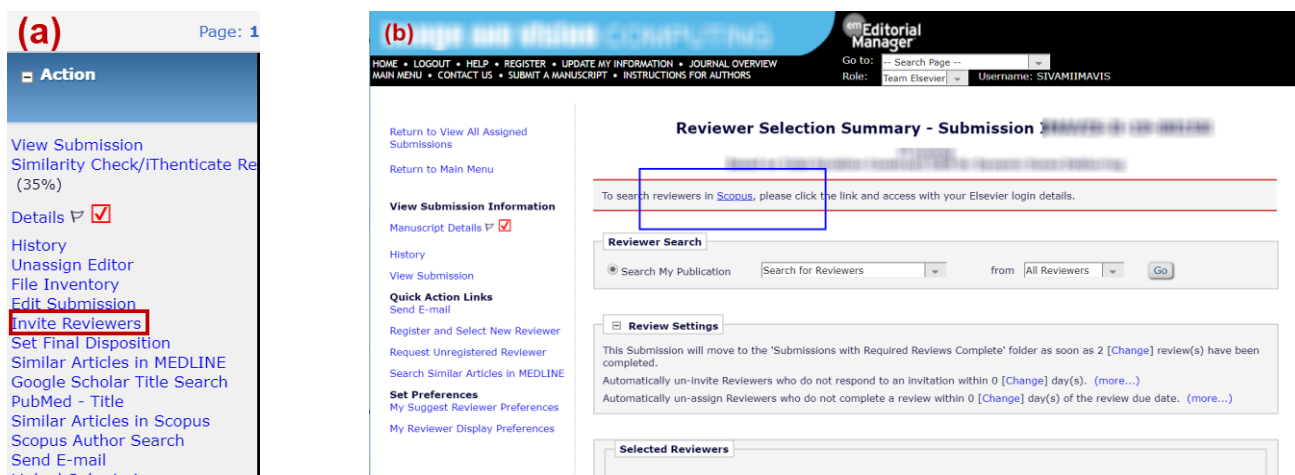 (a)
Page: 1
Action
View Submission
Similarity Check/iThenticate Re
(35%)
Details
History
Unassign Editor
File Inventory
Edit Submission
Invite Reviewers
Set Final Disposition
Similar Articles in MEDLINE
Google Scholar Title Search
PubMed - Title
Similar Articles in Scopus
Scopus Author Search
Send E-mail
(b)
em Editorial
Manager
HOME • LOGOUT • HELP • REGISTER • UPDATE MY INFORMATION • JOURNAL OVERVIEW
MAIN MENU • CONTACT US • SUBMIT A MANUSCRIPT • INSTRUCTIONS FOR AUTHORS
Go to: -- Search Page --
Role: Team Elsevier Username: SIVAMIIMAVIS
Return to View All Assigned
Submissions
Return to Main Menu
View Submission Information
Manuscript Details
History
View Submission
Quick Action Links
Send E-mail
Register and Select New Reviewer
Request Unregistered Reviewer
Search Similar Articles in MEDLINE
Set Preferences
My Suggest Reviewer Preferences
My Reviewer Display Preferences
Reviewer Selection Summary - Submission
To search reviewers in Scopus, please click the link and access with your Elsevier login details.
Reviewer Search
Search My Publication Search for Reviewers from All Reviewers Go
Review Settings
This Submission will move to the 'Submissions with Required Reviews Complete' folder as soon as 2 [Change] review(s) have been
completed.
Automatically un-invite Reviewers who do not respond to an invitation within 0 [Change] day(s). (more...)
Automatically un-assign Reviewers who do not complete a review within 0 [Change] day(s) of the review due date. (more...)
Selected Reviewers